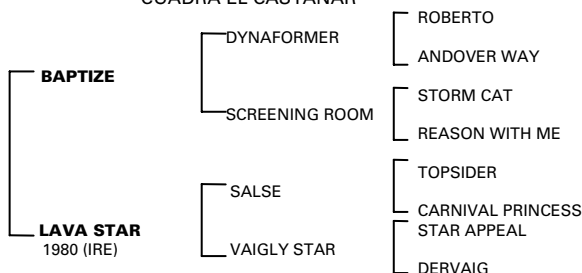 CUADRA EL CASTAÑAR
ROBERTO
DYNAFORMER
ANDOVER WAY
BAPTIZE
STORM CAT
SCREENING ROOM
REASON WITH ME
TOPSIDER
SALSE
CARNIVAL PRINCESS
LAVA STAR
STAR APPEAL
1980 (IRE)
VAIGLY STAR
DERVAIG